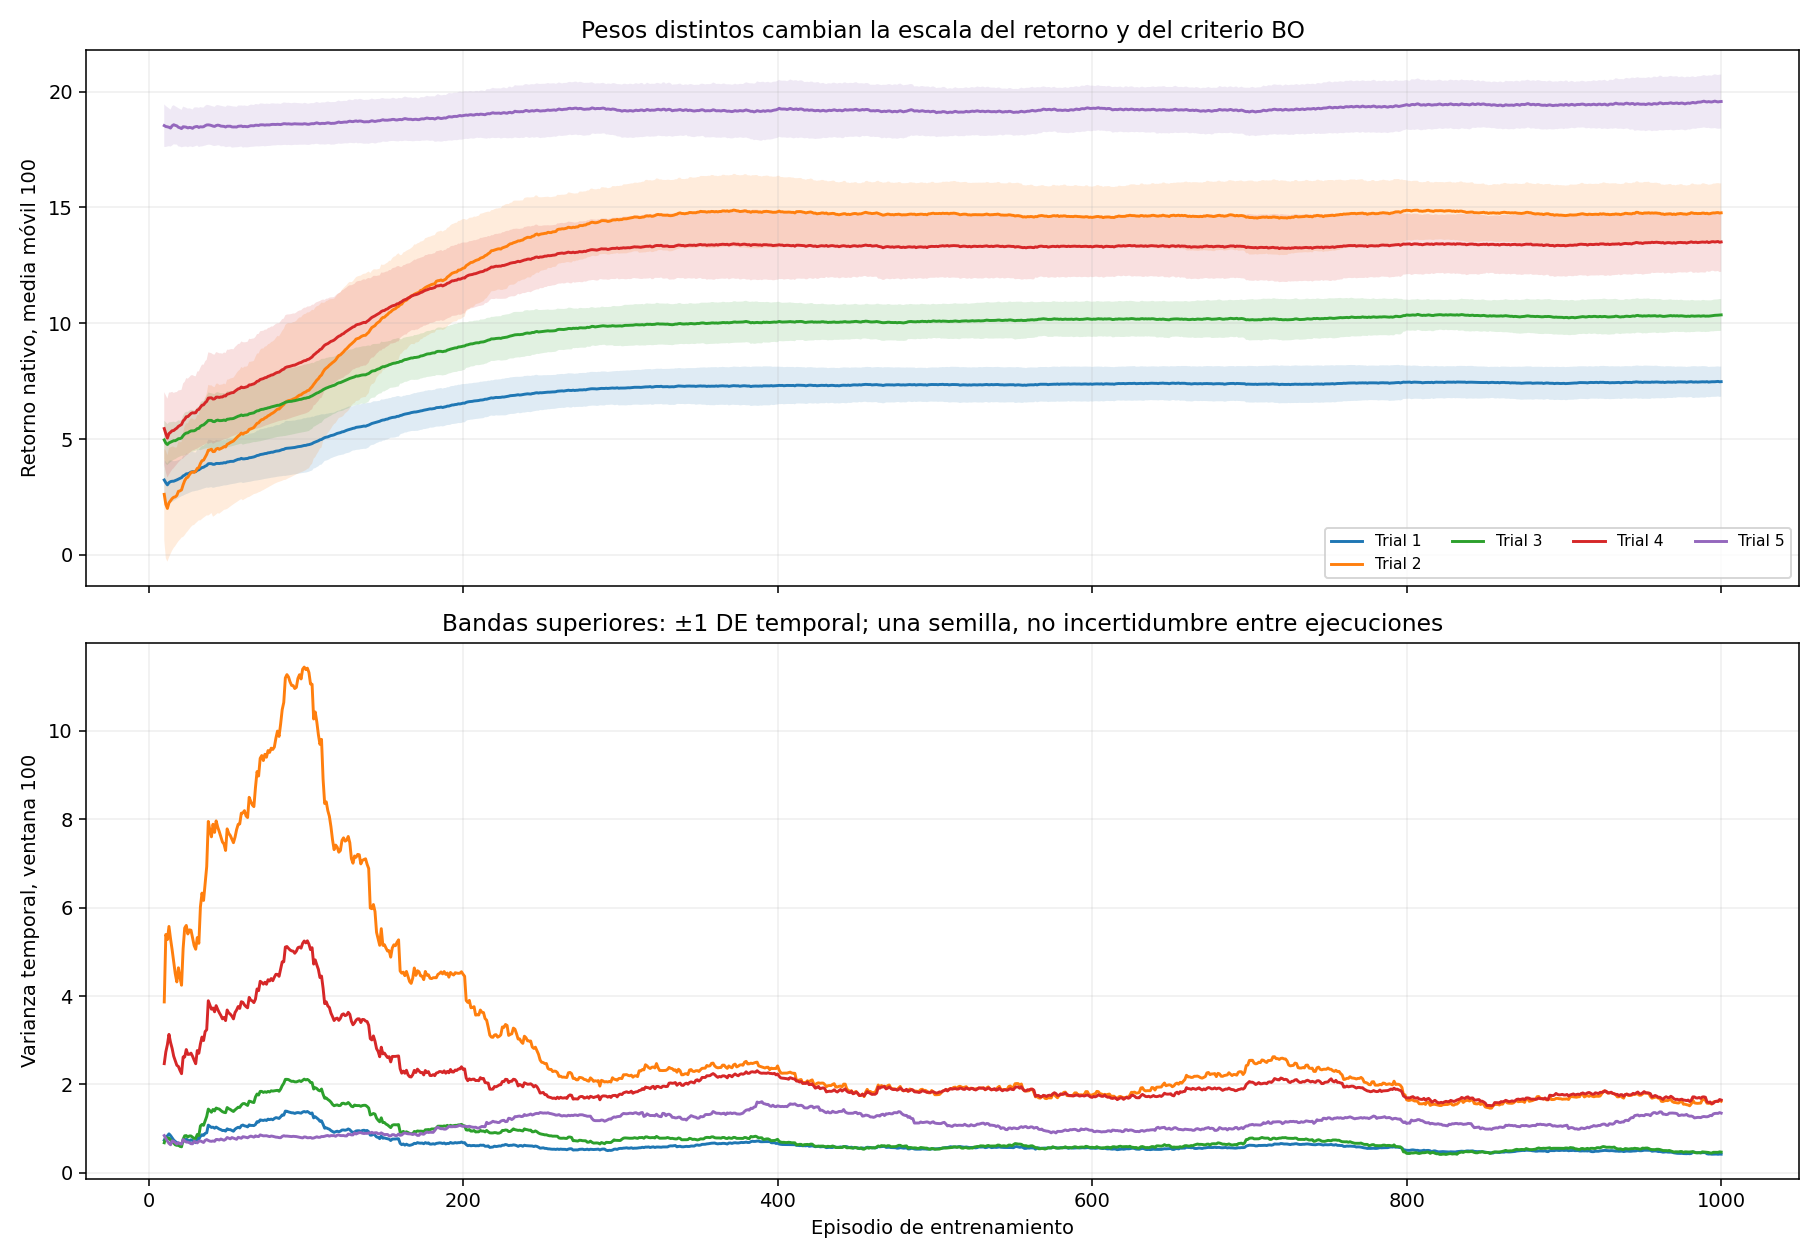 Pesos distintos cambian la escala del retorno y del criterio BO
Retorno nativo, media móvil 100
20
15
10
5
0
Trial 1
Trial 2
Trial 3
Trial 4
Trial 5
Bandas superiores: ±1 DE temporal; una semilla, no incertidumbre entre ejecuciones
Varianza temporal, ventana 100
10
8
6
4
2
0
0 200 400 600 800 1000
Episodio de entrenamiento